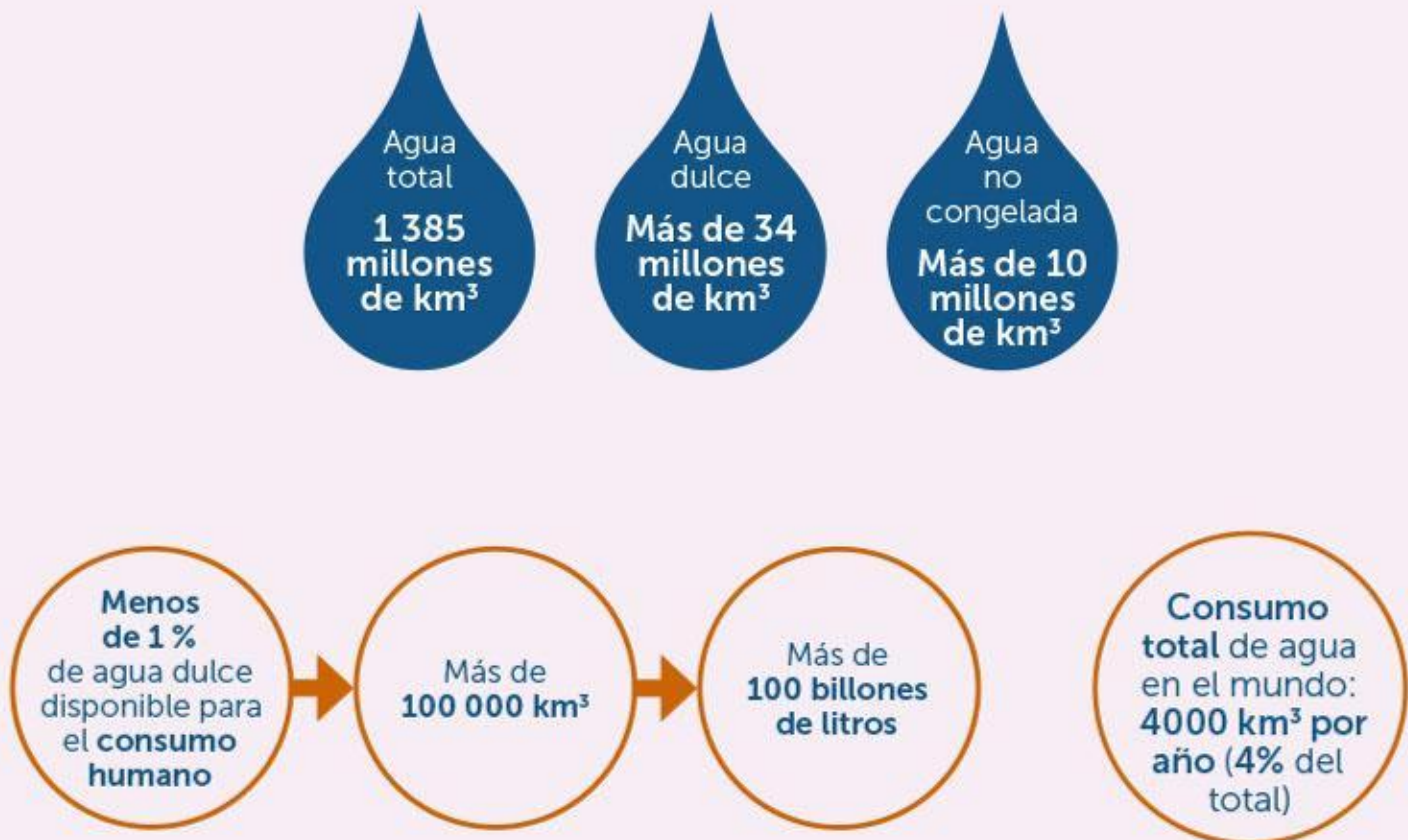 Agua
total
1 385
millones
de km³
Agua
dulce
Más de 34
millones
de km³
Agua
no
congelada
Más de 10
millones
de km³
Menos
de 1 %
de agua dulce
disponible para
el consumo
humano
Más de
100 000 km³
Más de
100 billones
de litros
Consumo
total de agua
en el mundo:
4000 km³ por
año (4% del
total)